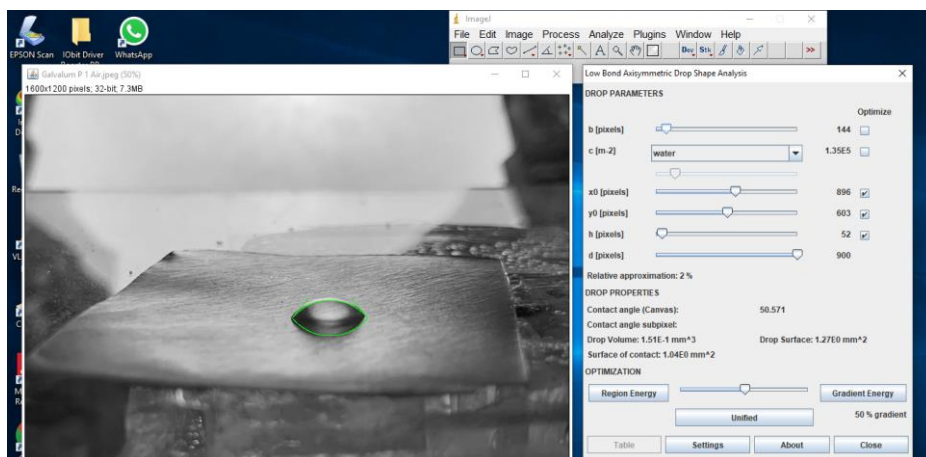 EPSON Scan
IObit Driver
WhatsApp
ImageJ
File Edit Image Process Analyze Plugins Window Help
Dev Stk
>>
Galvalum P 1 Air.jpeg (50%)
1600x1200 pixels; 32-bit; 7.3MB
Low Bond Axisymmetric Drop Shape Analysis
DROP PARAMETERS
Optimize
b [pixels] 144
c [m-2] water 1.35E5
x0 [pixels] 896
y0 [pixels] 603
h [pixels] 52
d [pixels] 900
Relative approximation: 2 %
DROP PROPERTIES
Contact angle (Canvas): 50.571
Contact angle subpixel:
Drop Volume: 1.51E-1 mm^3 Drop Surface: 1.27E0 mm^2
Surface of contact: 1.04E0 mm^2
OPTIMIZATION
Region Energy Gradient Energy
Unified 50 % gradient
Table Settings About Close